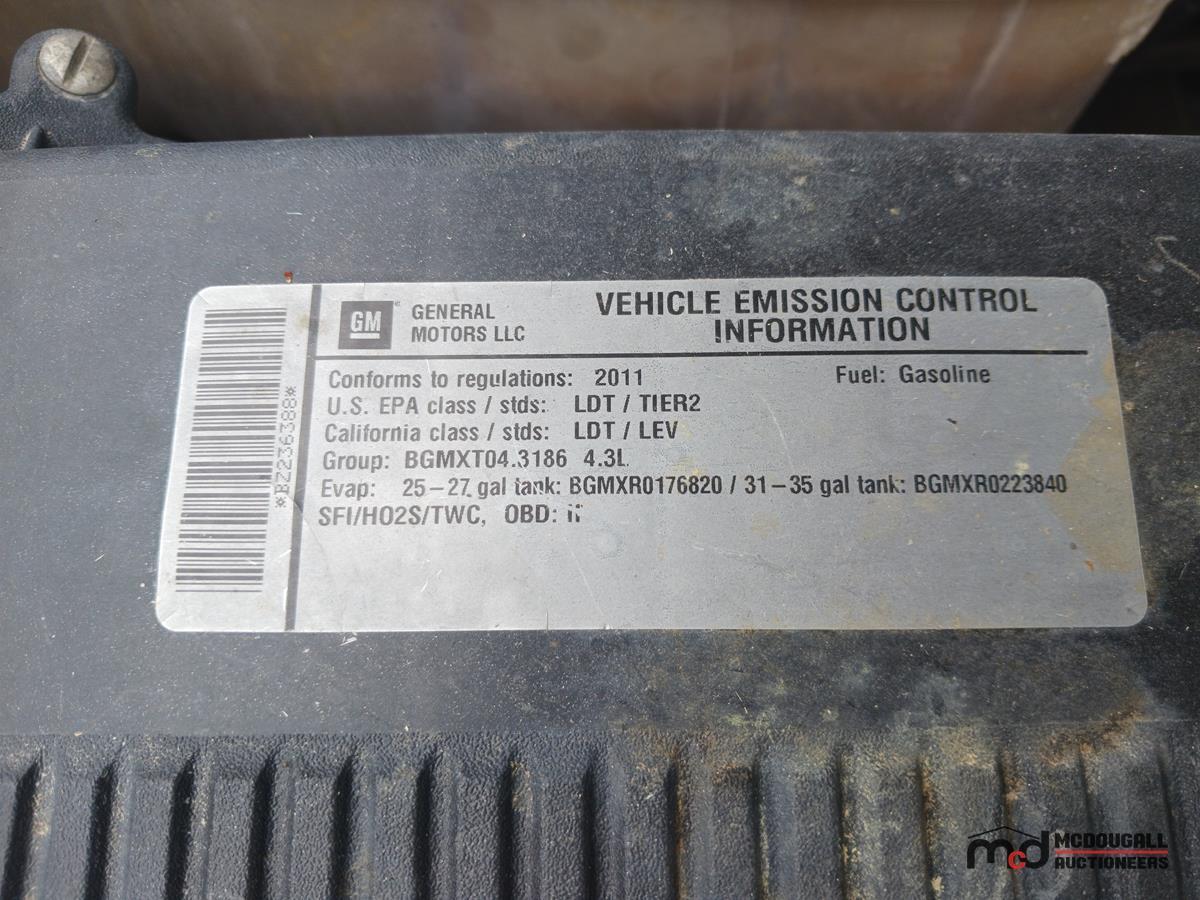 GM
GENERAL
MOTORS LLC
VEHICLE EMISSION CONTROL
INFORMATION
*BZ236388*
Conforms to regulations: 2011
Fuel: Gasoline
U.S. EPA class / stds: LDT / TIER2
California class / stds: LDT / LEV
Group: BGMXT04.3186 4.3L
Evap: 25-27 gal tank: BGMXR0176820 / 31-35 gal tank: BGMXR0223840
SFI/HO2S/TWC, OBD: II
mcd
MCDOUGALL
AUCTIONEERS